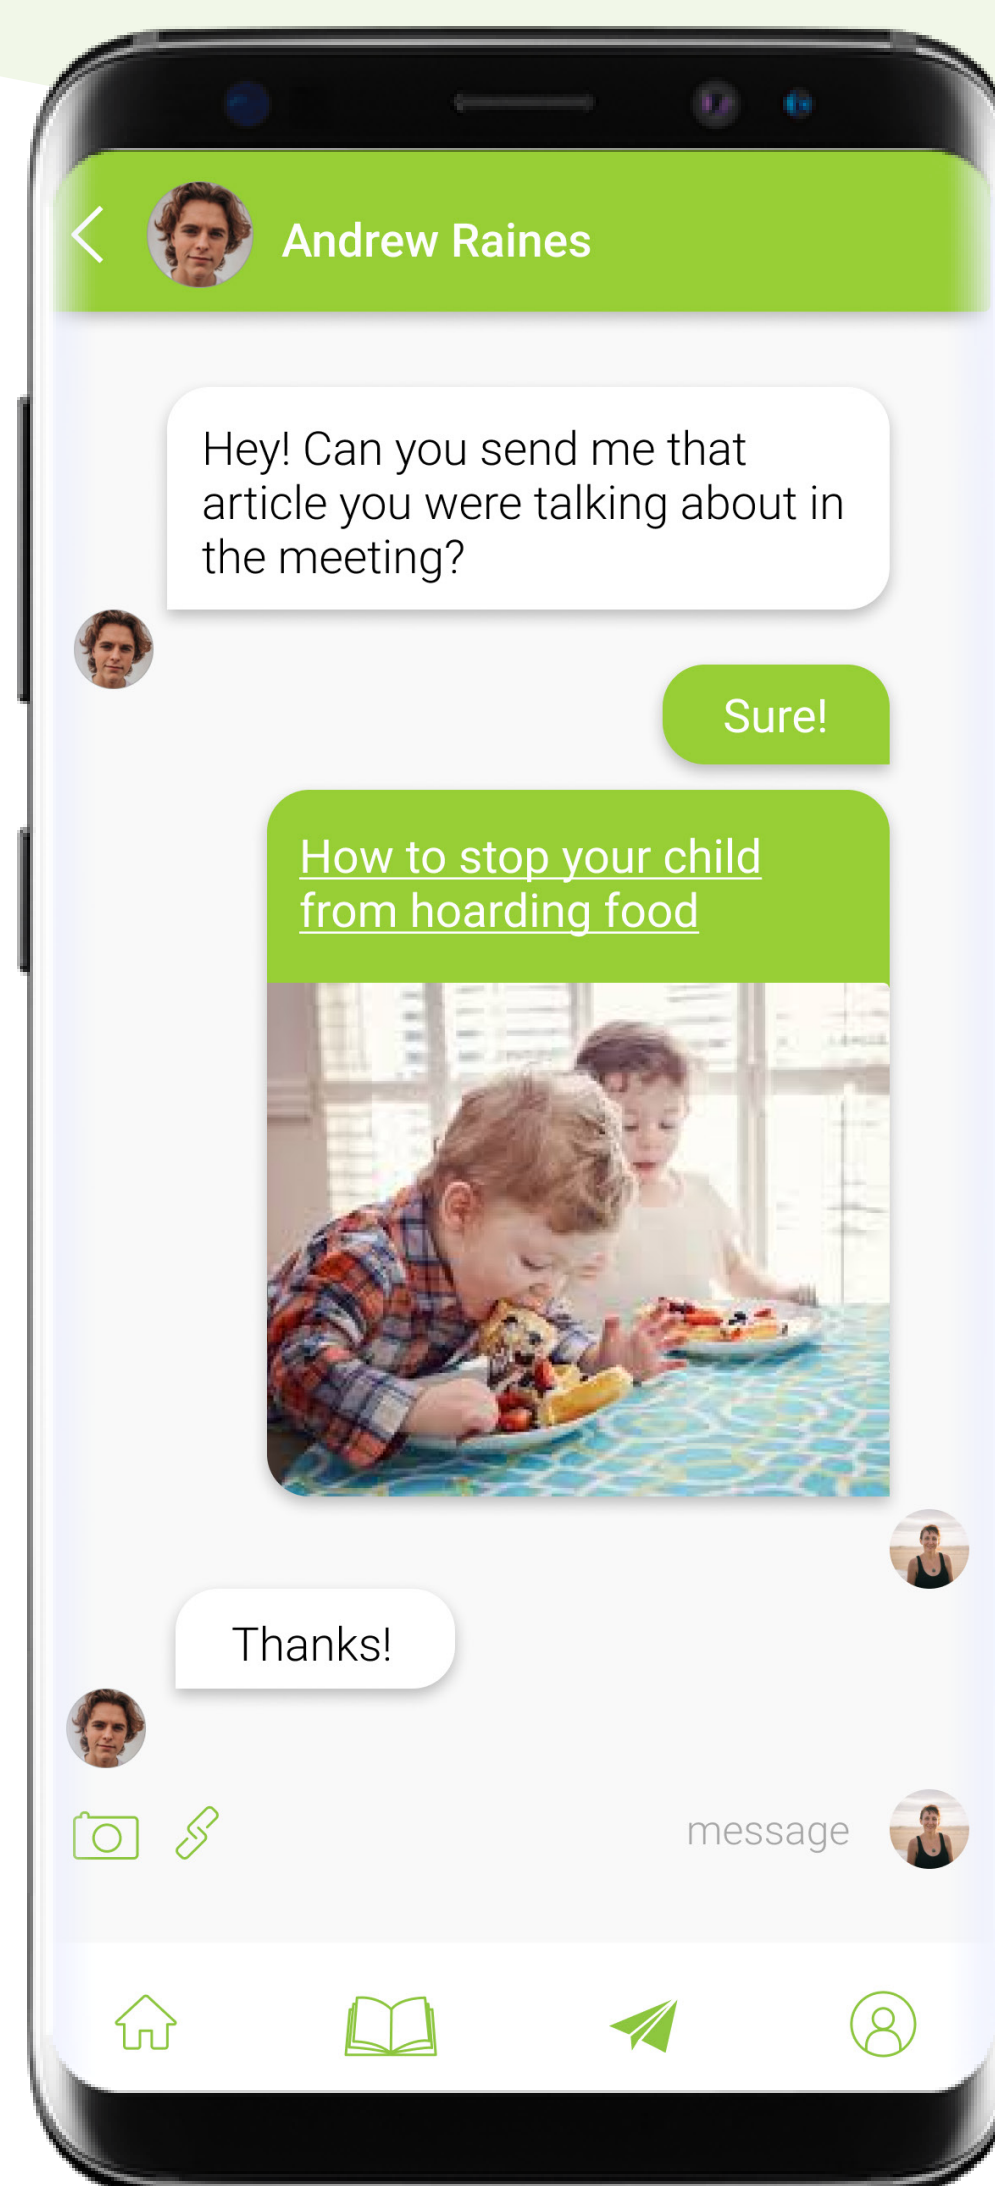 Andrew Raines
Hey! Can you send me that
article you were talking about in
the meeting?
Sure!
How to stop your child
from hoarding food
Thanks!
message